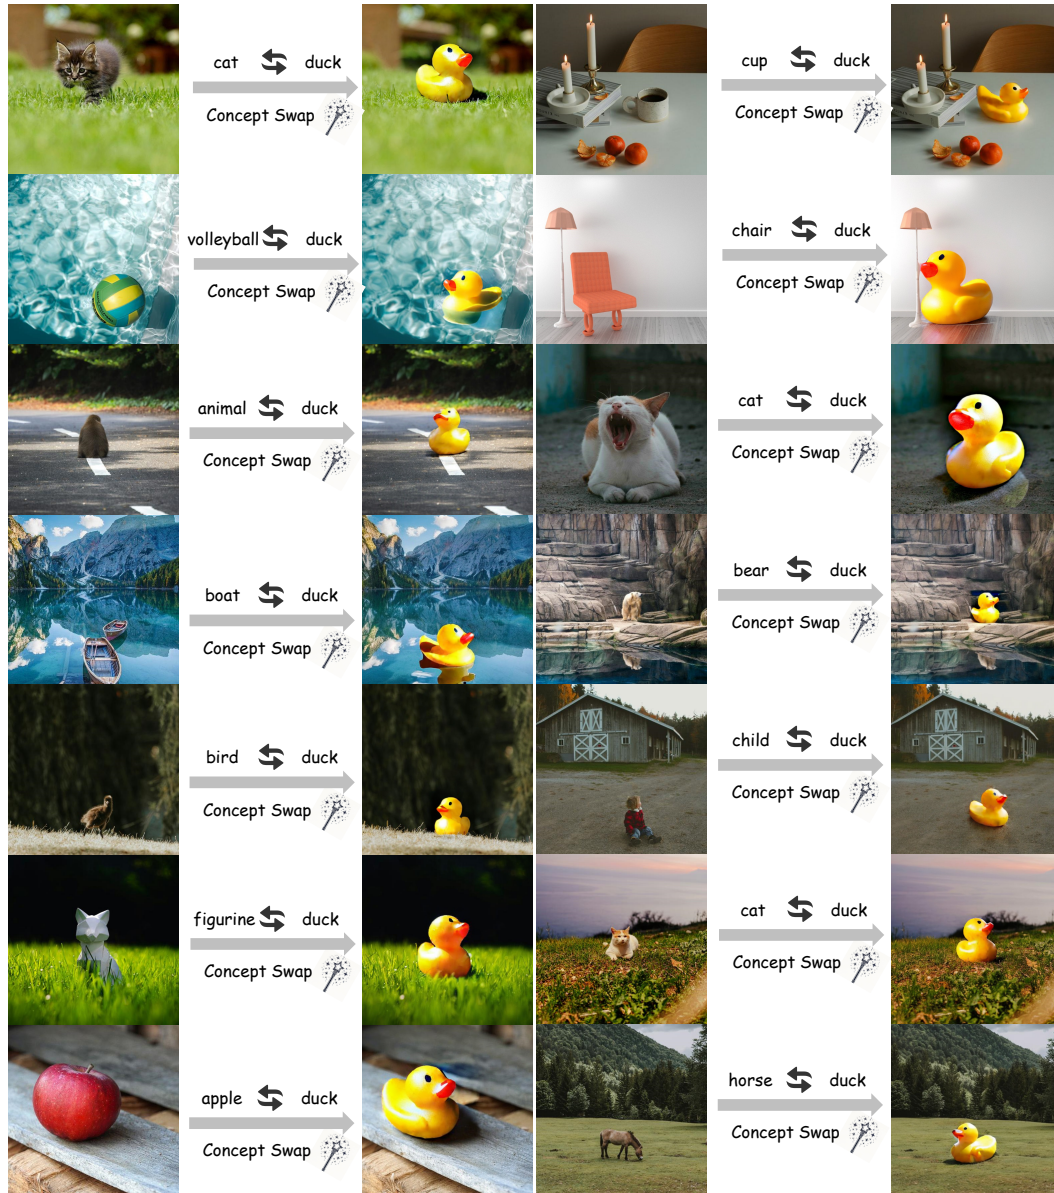 cat duck
Concept Swap
cup duck
Concept Swap
volleyball duck
Concept Swap
chair duck
Concept Swap
animal duck
Concept Swap
cat duck
Concept Swap
boat duck
Concept Swap
bear duck
Concept Swap
bird duck
Concept Swap
child duck
Concept Swap
figurine duck
Concept Swap
cat duck
Concept Swap
apple duck
Concept Swap
horse duck
Concept Swap